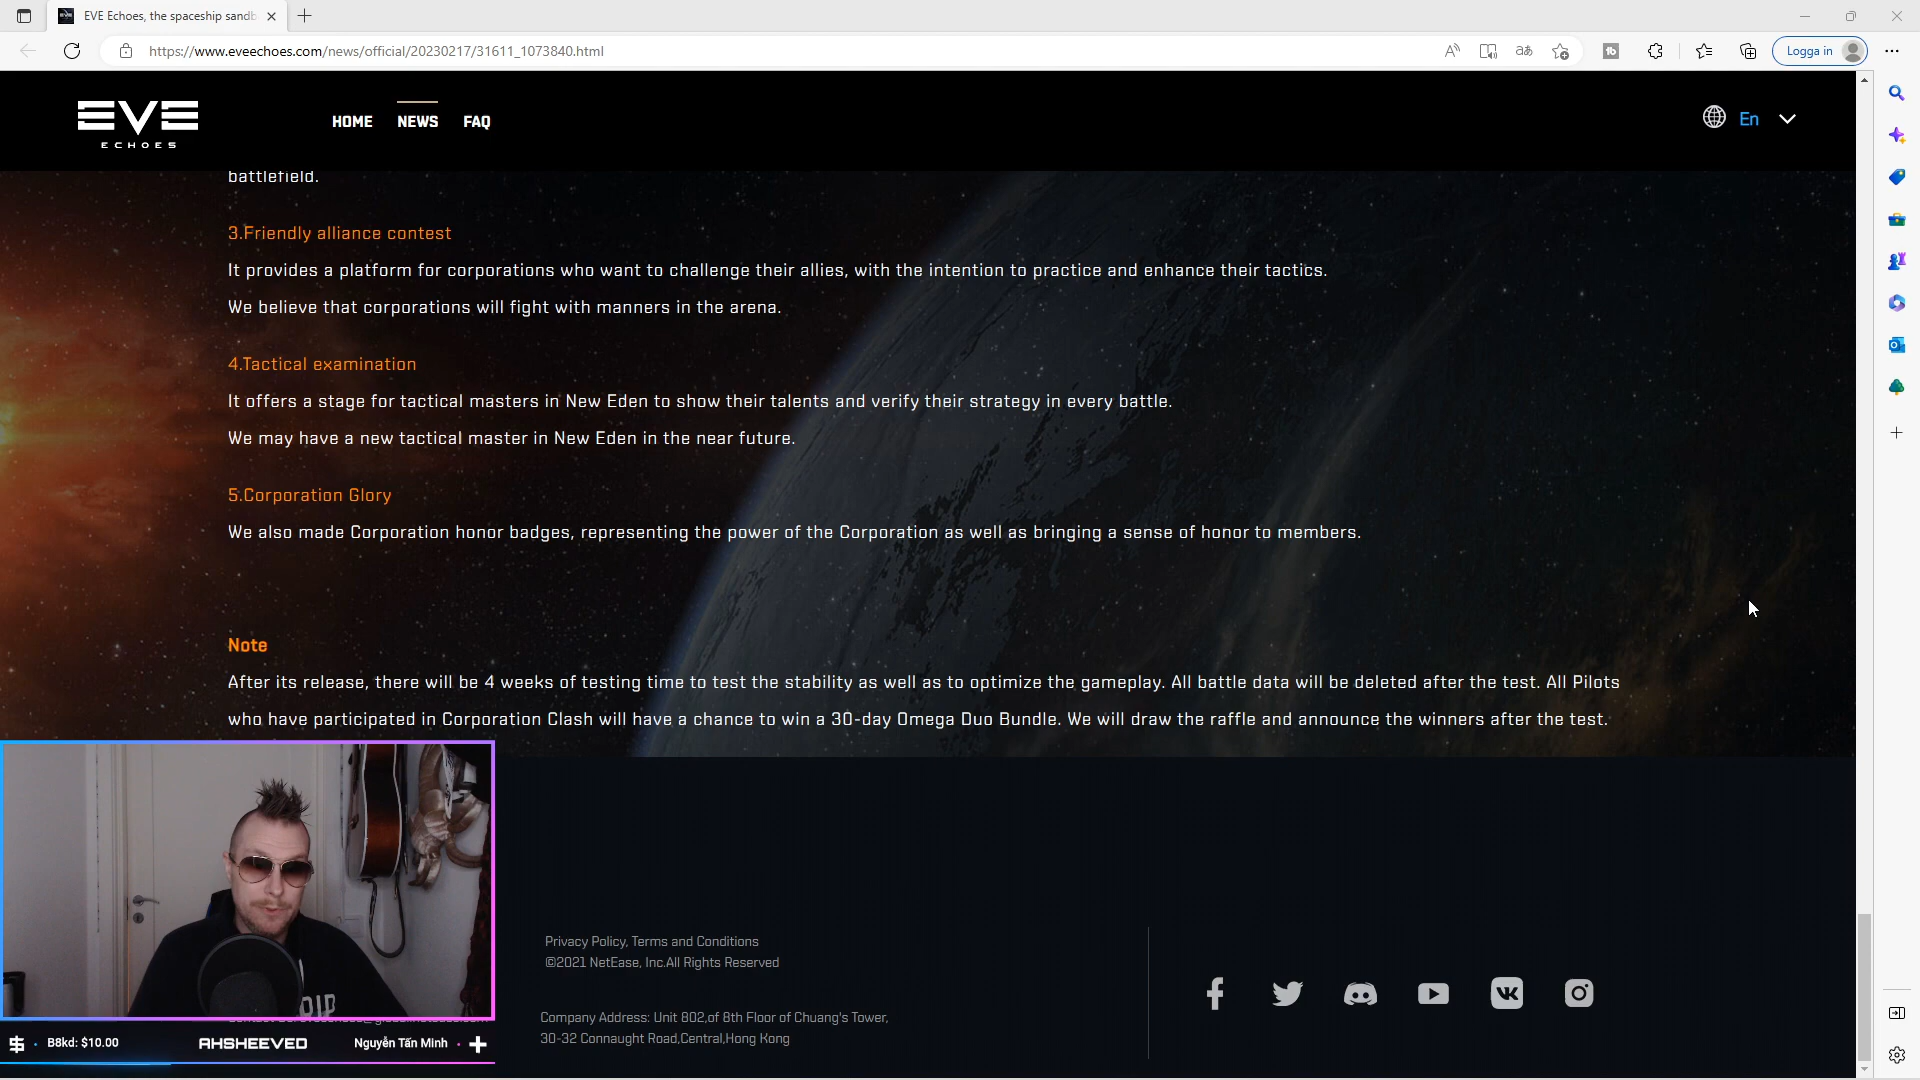 EVE Echoes, the spaceship sandb
https://www.eveechoes.com/news/official/20230217/31611_1073840.html
Logga in
EVE
ECHOES
HOME
NEWS
FAQ
En
battlefield.
3.Friendly alliance contest
It provides a platform for corporations who want to challenge their allies, with the intention to practice and enhance their tactics.
We believe that corporations will fight with manners in the arena.
4.Tactical examination
It offers a stage for tactical masters in New Eden to show their talents and verify their strategy in every battle.
We may have a new tactical master in New Eden in the near future.
5.Corporation Glory
We also made Corporation honor badges, representing the power of the Corporation as well as bringing a sense of honor to members.
Note
After its release, there will be 4 weeks of testing time to test the stability as well as to optimize the gameplay. All battle data will be deleted after the test. All Pilots
who have participated in Corporation Clash will have a chance to win a 30-day Omega Duo Bundle. We will draw the raffle and announce the winners after the test.
Privacy Policy, Terms and Conditions
©2021 NetEase, Inc.All Rights Reserved
Company Address: Unit 802,of 8th Floor of Chuang's Tower,
30-32 Connaught Road,Central,Hong Kong
B8kd: $10.00
AHSHEEVED
Nguyễn Tấn Minh